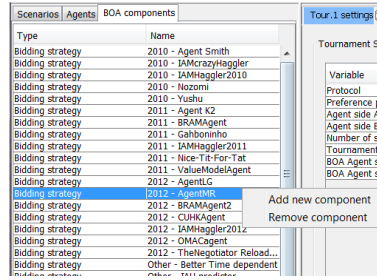 Scenarios Agents BOA components
Type Name
Bidding strategy 2010 - Agent Smith
Bidding strategy 2010 - IAMcrazyHaggler
Bidding strategy 2010 - IAMHaggler2010
Bidding strategy 2010 - Nozomi
Bidding strategy 2010 - Yushu
Bidding strategy 2011 - Agent K2
Bidding strategy 2011 - BRAMAgent
Bidding strategy 2011 - Gahboninho
Bidding strategy 2011 - IAMHaggler2011
Bidding strategy 2011 - Nice-Tit-For-Tat
Bidding strategy 2011 - ValueModelAgent
Bidding strategy 2012 - AgentLG
Bidding strategy 2012 - AgentMR
Bidding strategy 2012 - BRAMAgent2
Bidding strategy 2012 - CUHKAgent
Bidding strategy 2012 - IAMHaggler2012
Bidding strategy 2012 - OMACagent
Bidding strategy 2012 - TheNegotiator Reload...
Bidding strategy Other - Better Time dependent
Bidding strategy Other - IAH predictor
Add new component
Remove component
Tour.1 settings
Tournament S
Variable
Protocol
Preference p
Agent side A
Agent side B
Number of s
Tournament
BOA Agent s
BOA Agent s